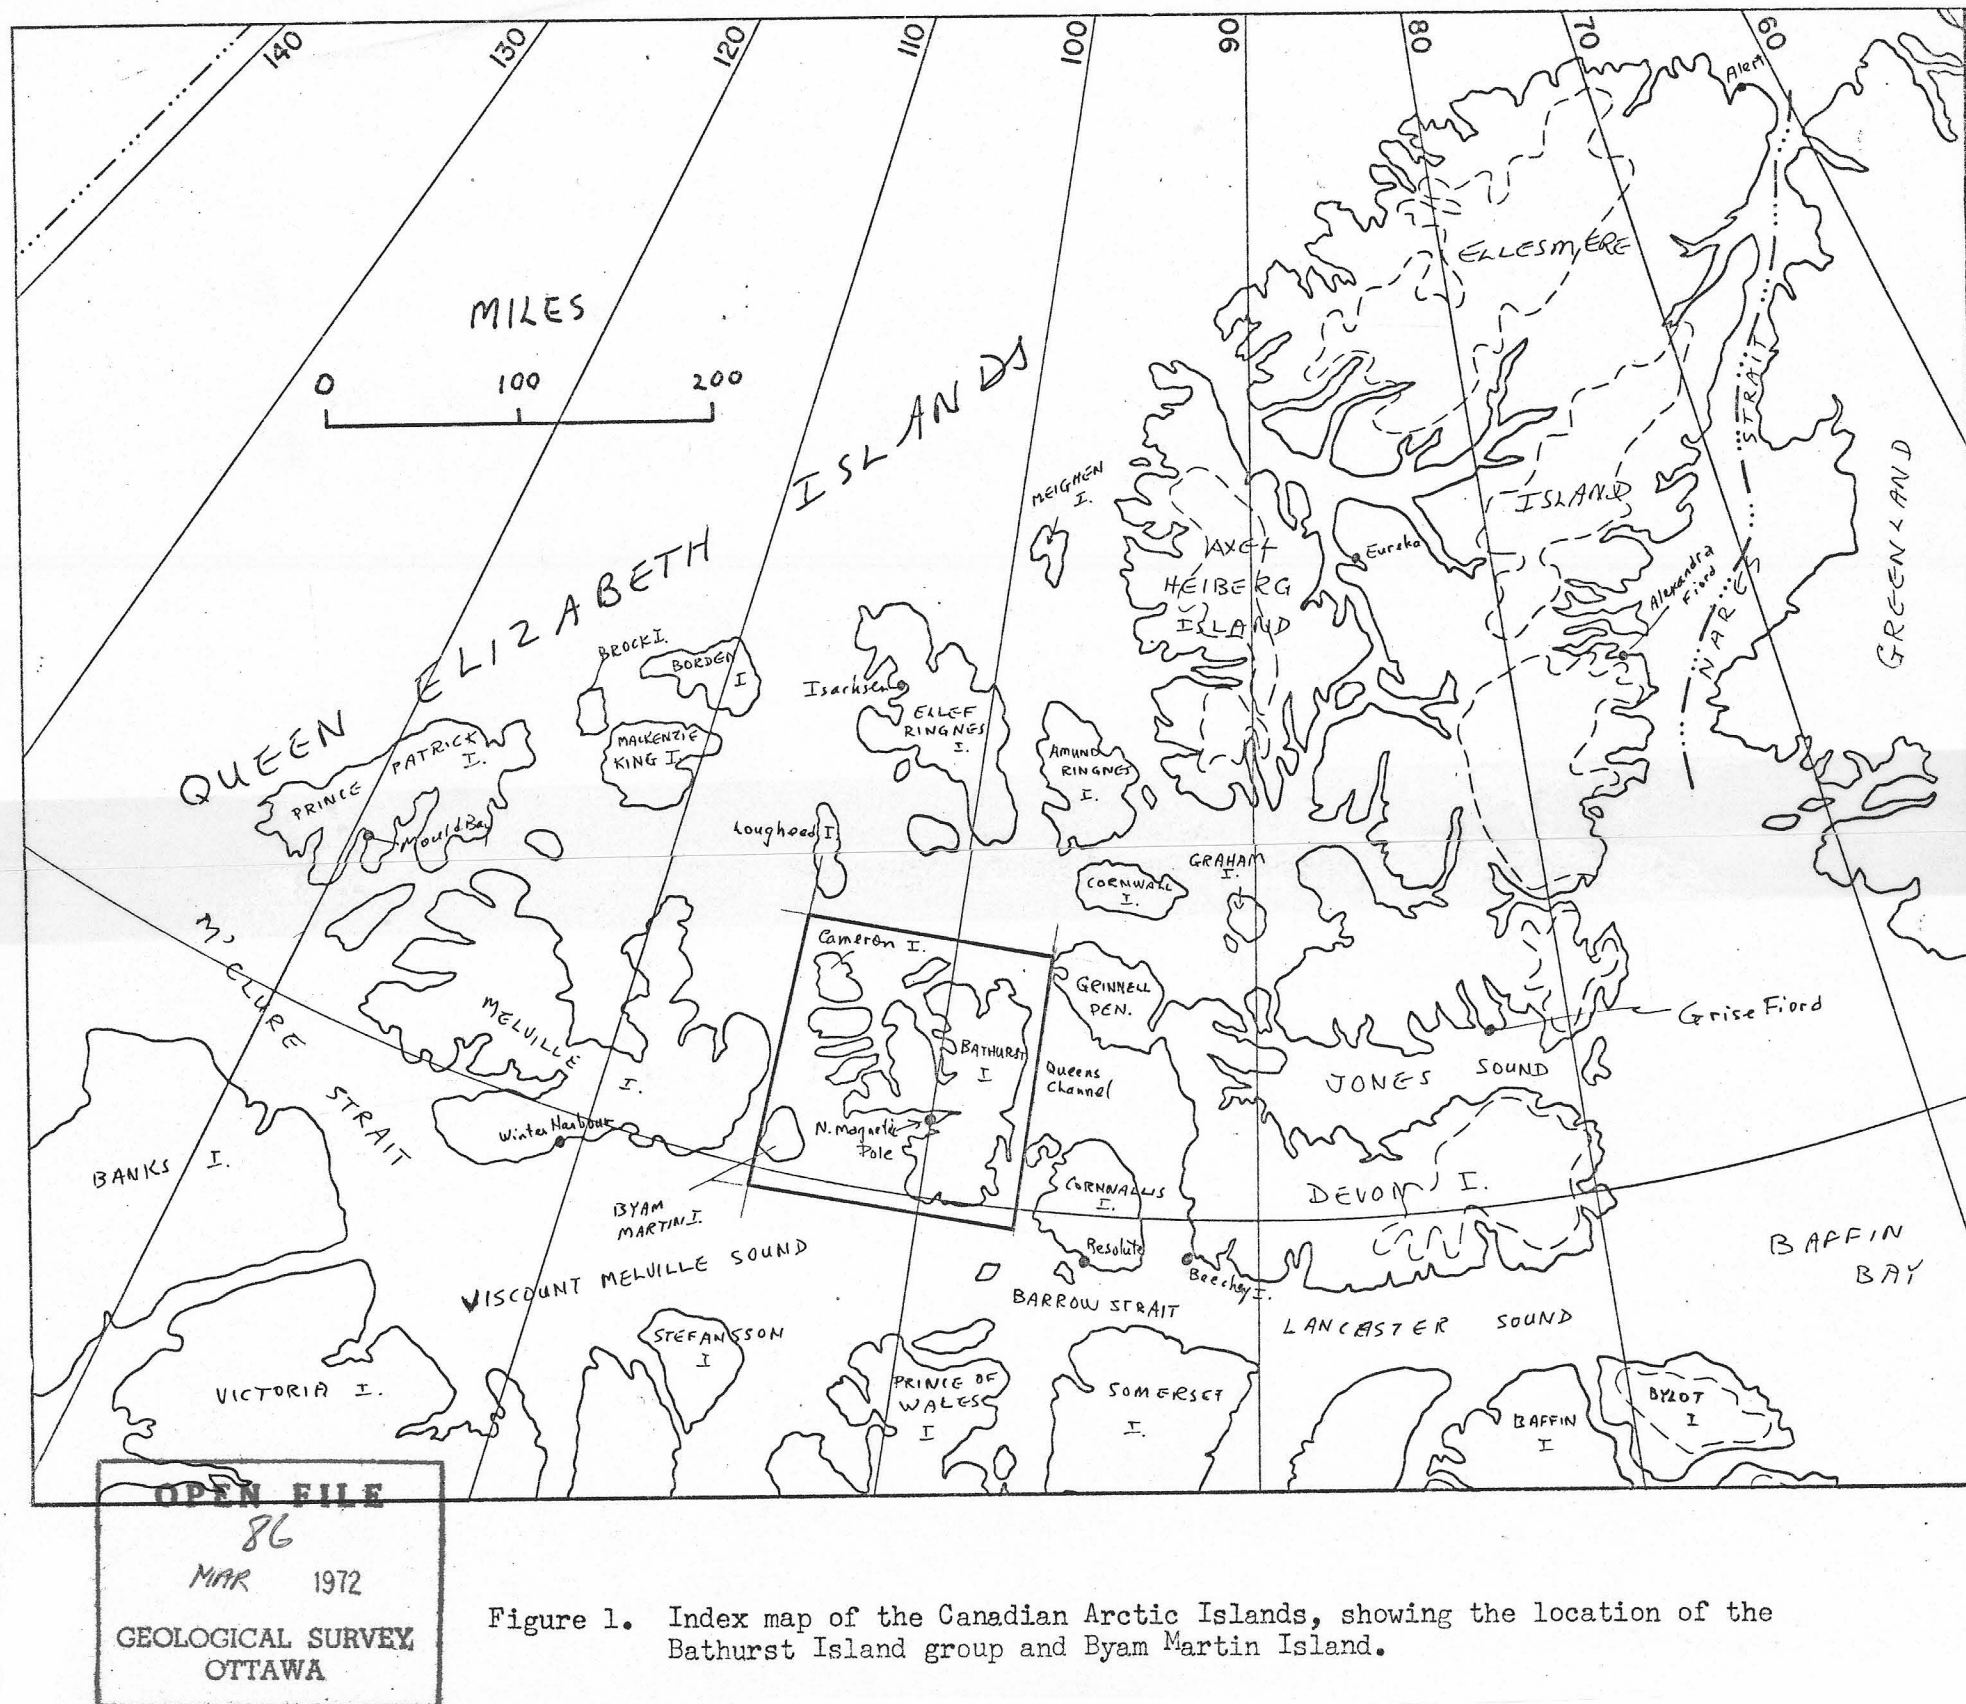 140
130
120
110
100
90
80
70
60
Alert
ELLESMERE
MILES
0 100 200
QUEEN ELIZABETH ISLANDS
MEIGHEN
I.
STRAIT
NARES
GREENLAND
ISLAND
AXEL
HEIBERG
ISLAND
Eureka
Alexandra
Fiord
BROCK I.
BORDEN
I
Isachsen
ELLEF
RINGNES
I.
MACKENZIE
KING I.
AMUND
RINGNES
I.
PRINCE PATRICK
I.
Mould Bay
Lougheed I.
GRAHAM
I.
CORNWALL
I.
Cameron I.
GRINNELL
PEN.
Grise Fiord
M'CLURE STRAIT
MELVILLE
I.
BATHURST
I
Queens
Channel
JONES SOUND
Winter Harbour
N. Magnetic
Pole
BANKS I.
CORNWALLIS
I.
DEVON I.
BYAM
MARTIN I.
Resolute
Beechey I.
BAFFIN
BAY
VISCOUNT MELVILLE SOUND
BARROW STRAIT
LANCASTER SOUND
STEFANSSON
I
VICTORIA I.
PRINCE OF
WALES
I
SOMERSET
I.
BAFFIN
I
BYLOT
I
OPEN FILE
86
MAR 1972
GEOLOGICAL SURVEY
OTTAWA
Figure 1. Index map of the Canadian Arctic Islands, showing the location of the
Bathurst Island group and Byam Martin Island.